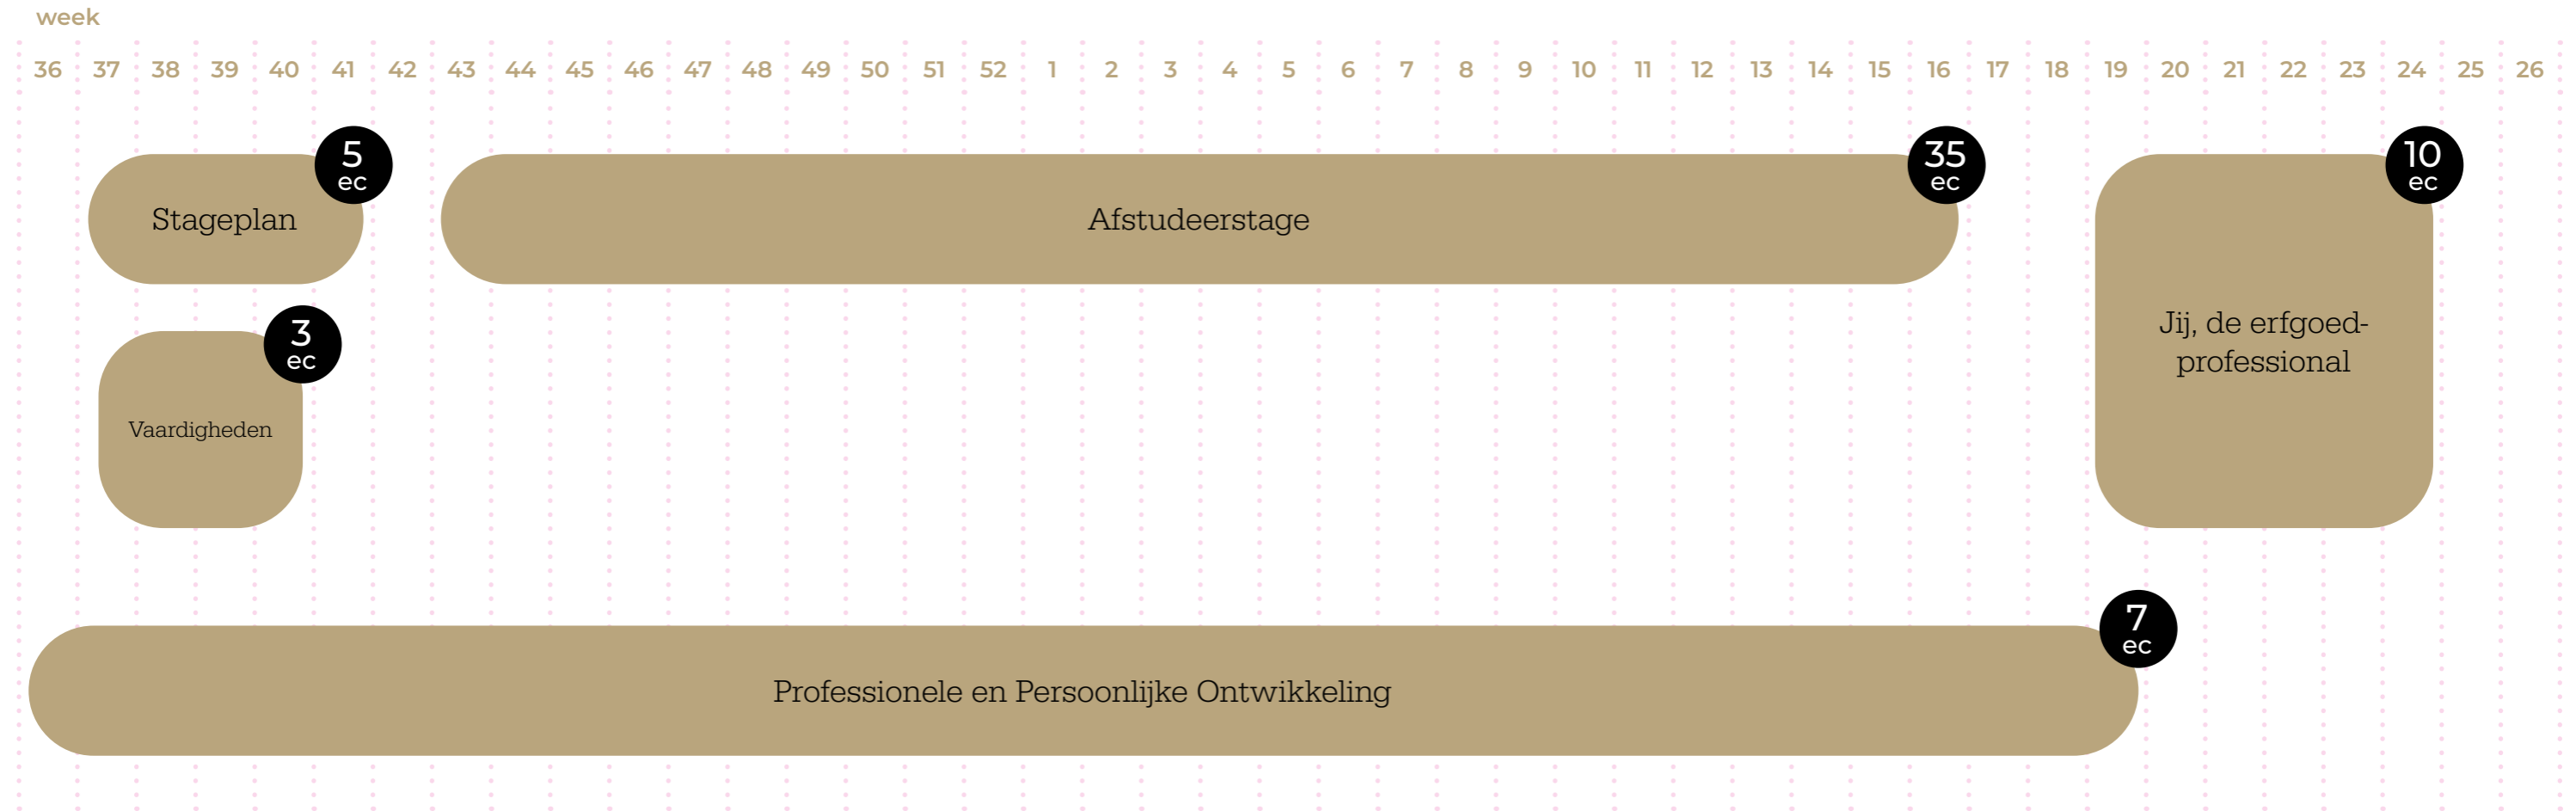 week
36 37 38 39 40 41 42 43 44 45 46 47 48 49 50 51 52 1 2 3 4 5 6 7 8 9 10 11 12 13 14 15 16 17 18 19 20 21 22 23 24 25 26
5
ec
Stageplan
35
ec
Afstudeerstage
10
ec
Jij, de erfgoed-
professional
3
ec
Vaardigheden
7
ec
Professionele en Persoonlijke Ontwikkeling